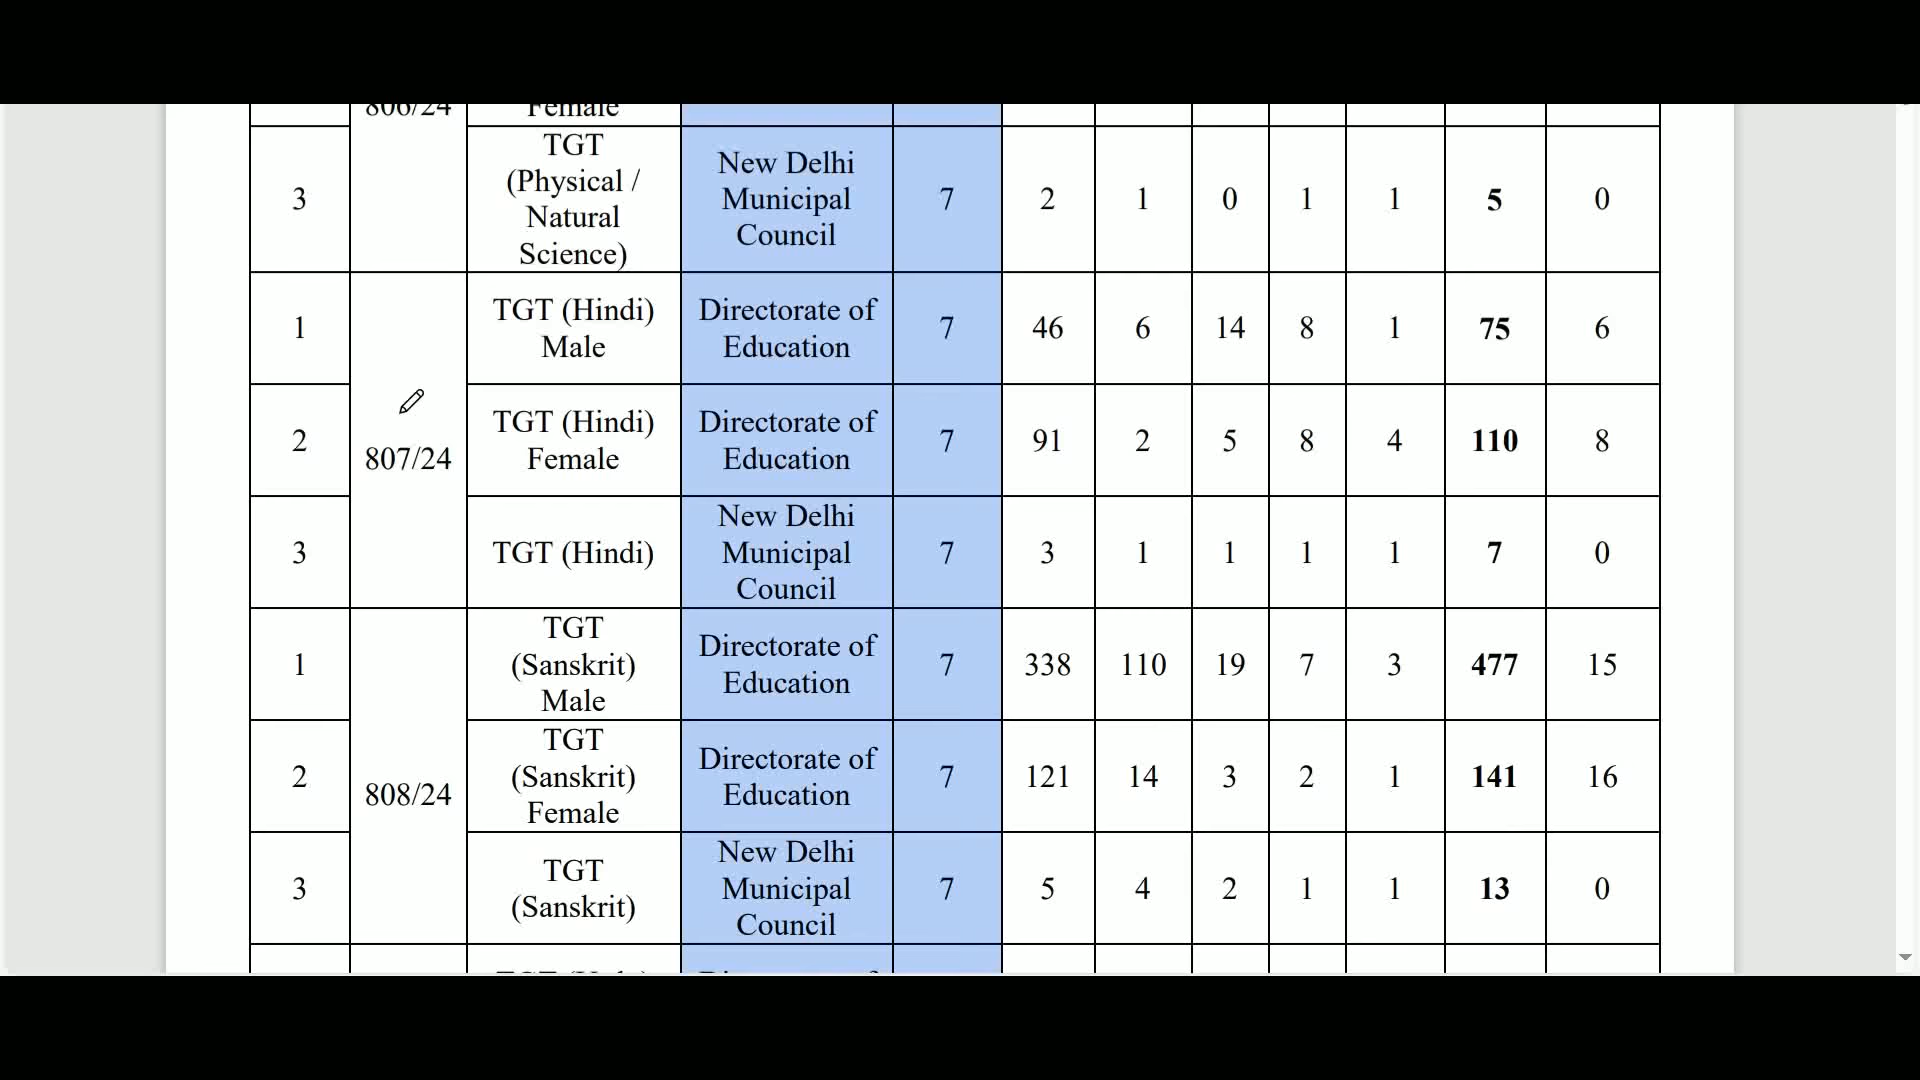 806/24 Female
3 TGT (Physical / Natural Science) New Delhi Municipal Council 7 2 1 0 1 1 5 0
1 TGT (Hindi) Male Directorate of Education 7 46 6 14 8 1 75 6
807/24
2 TGT (Hindi) Female Directorate of Education 7 91 2 5 8 4 110 8
3 TGT (Hindi) New Delhi Municipal Council 7 3 1 1 1 1 7 0
1 TGT (Sanskrit) Male Directorate of Education 7 338 110 19 7 3 477 15
808/24
2 TGT (Sanskrit) Female Directorate of Education 7 121 14 3 2 1 141 16
3 TGT (Sanskrit) New Delhi Municipal Council 7 5 4 2 1 1 13 0